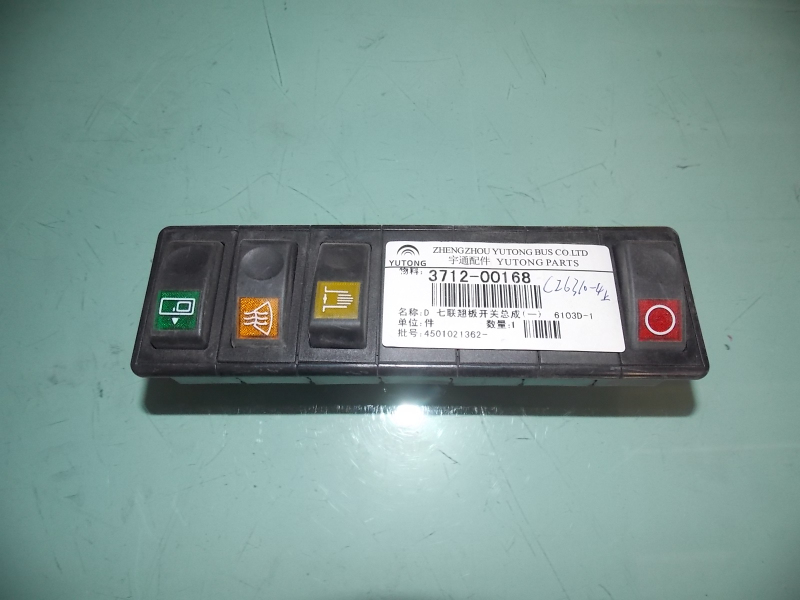 ZHENGZHOU YUTONG BUS CO.LTD
YUTONG 宇通配件 YUTONG PARTS
物料: 3712-00168
名称: D 七联翘板开关总成(一) 6103D-1
单位: 件 数量: 1
批号: 4501021362-